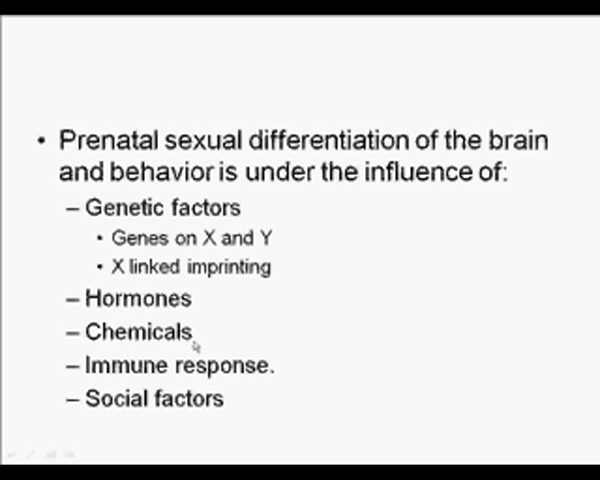 • Prenatal sexual differentiation of the brain
and behavior is under the influence of:
– Genetic factors
• Genes on X and Y
• X linked imprinting
– Hormones
– Chemicals
– Immune response.
– Social factors